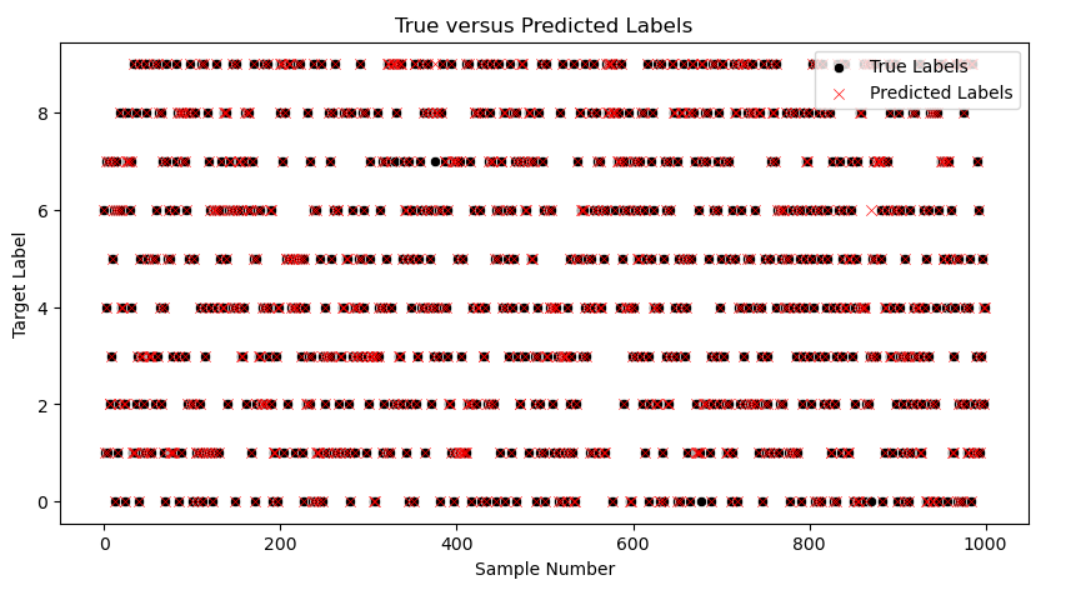 True versus Predicted Labels
True Labels
Predicted Labels
8
6
4
2
0
Target Label
0 200 400 600 800 1000
Sample Number